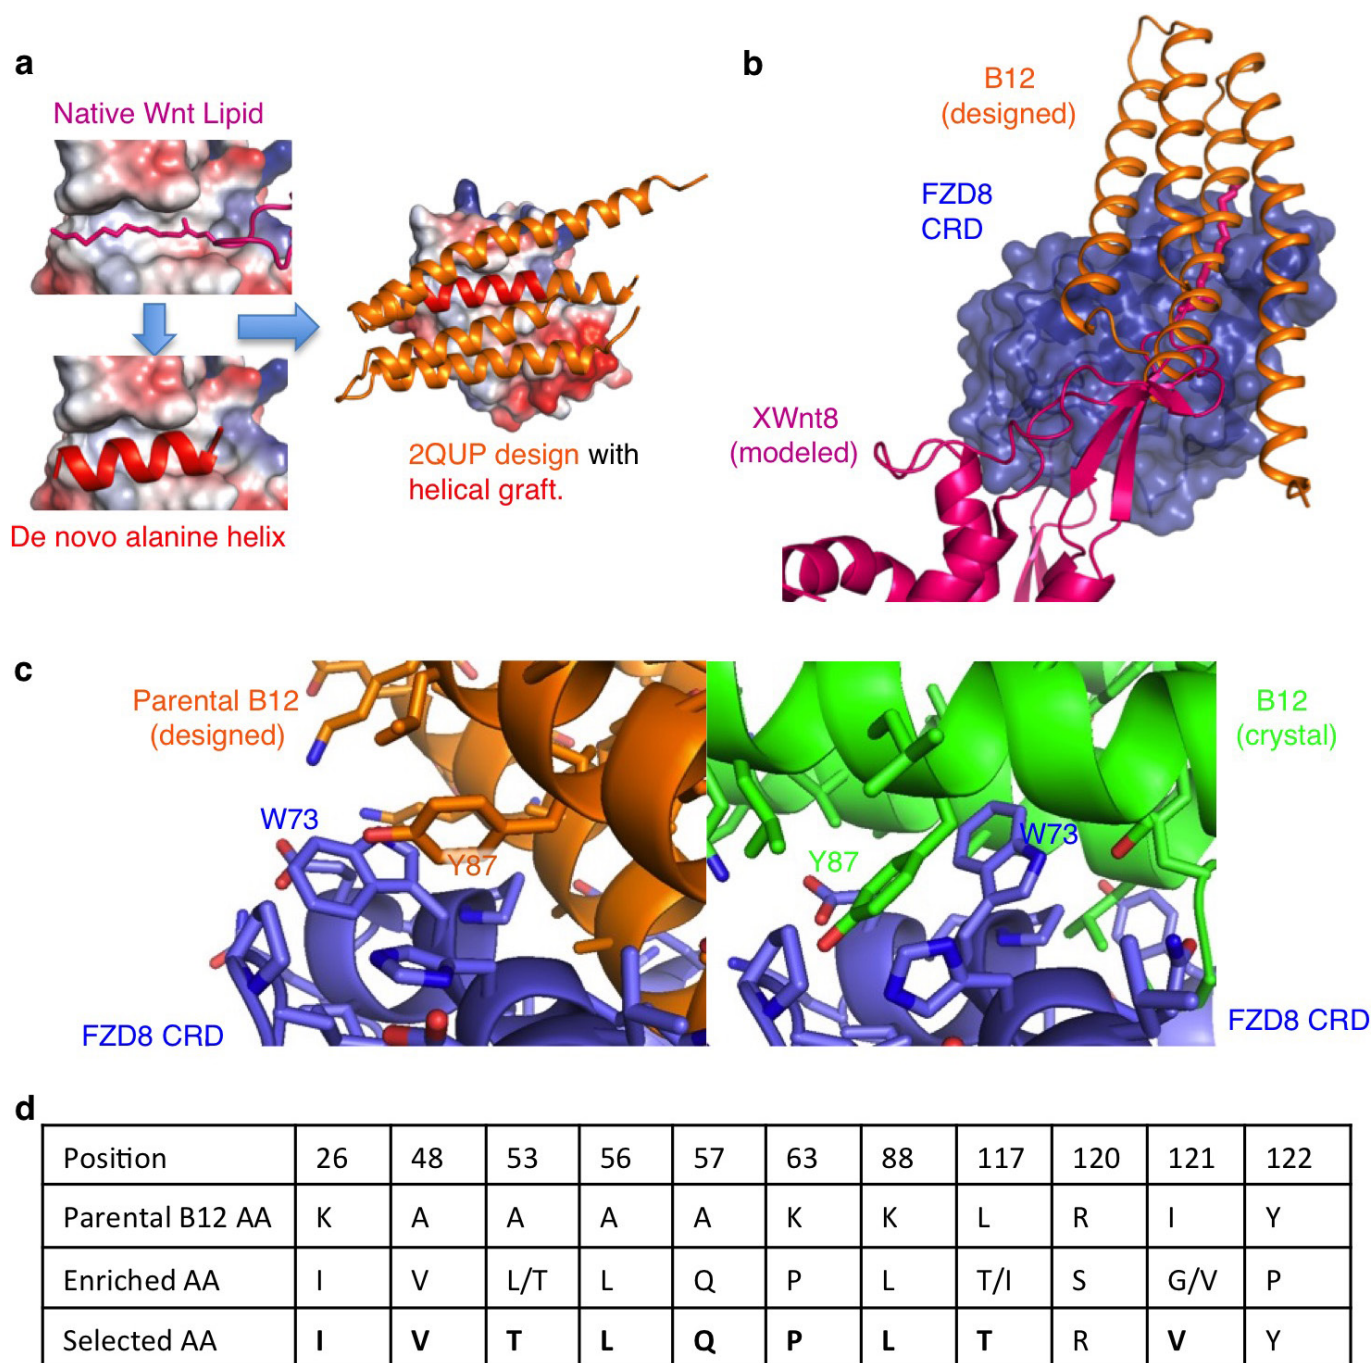 a
Native Wnt Lipid
De novo alanine helix
2QUP design with
helical graft.
b
B12
(designed)
FZD8
CRD
XWnt8
(modeled)
c
Parental B12
(designed)
W73
Y87
FZD8 CRD
B12
(crystal)
W73
Y87
FZD8 CRD
d
Position 26 48 53 56 57 63 88 117 120 121 122
Parental B12 AA K A A A A K K L R I Y
Enriched AA I V L/T L Q P L T/I S G/V P
Selected AA I V T L Q P L T R V Y